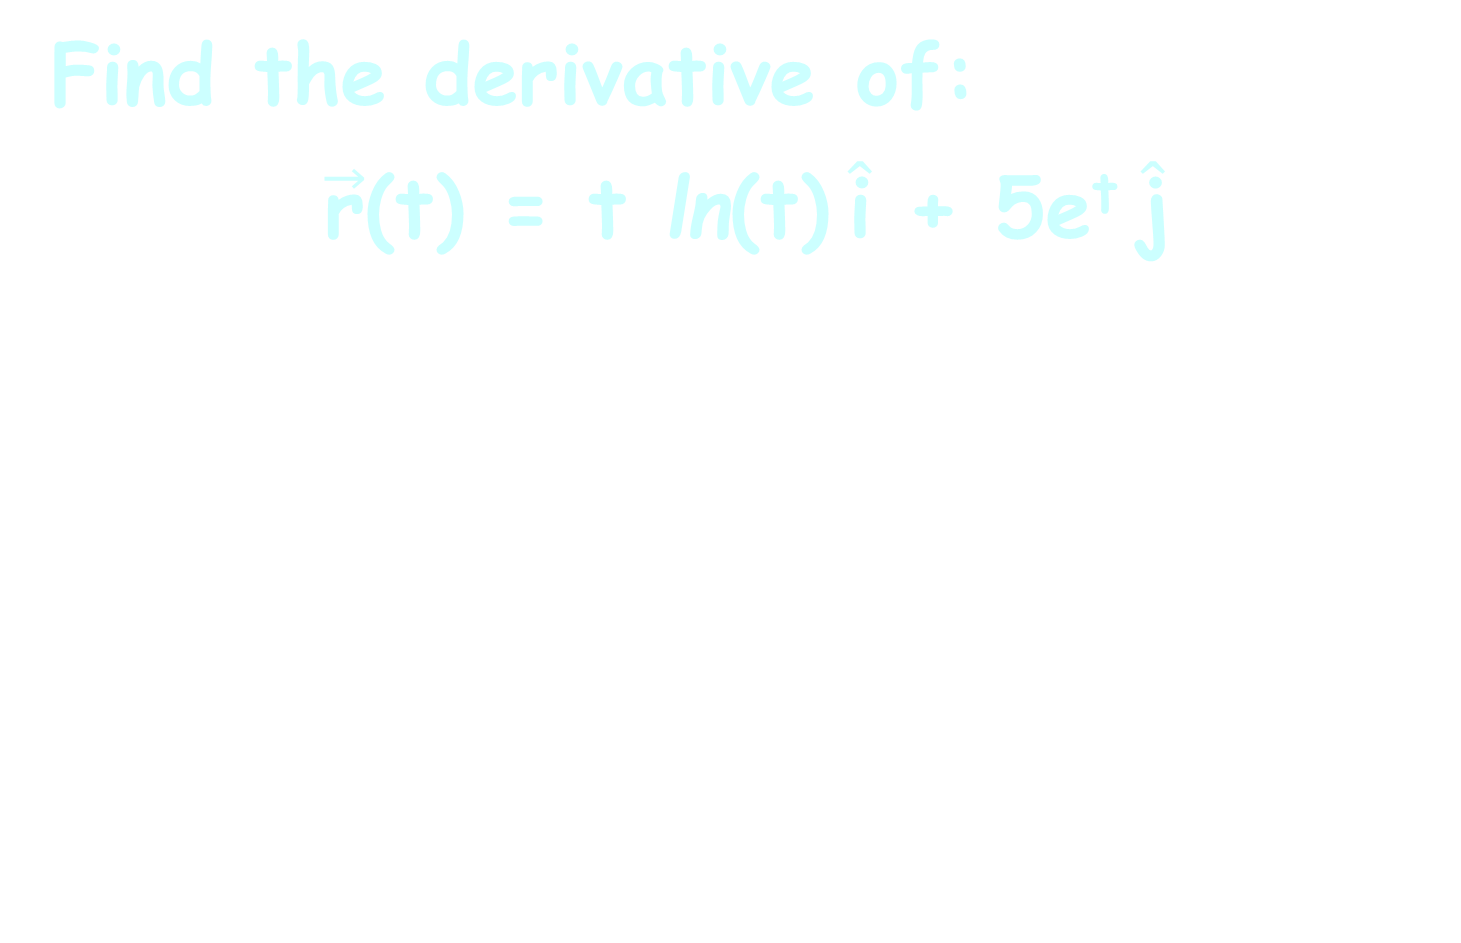 Find the derivative of:
r⃗(t) = t ln(t) î + 5eᵗ ĵ